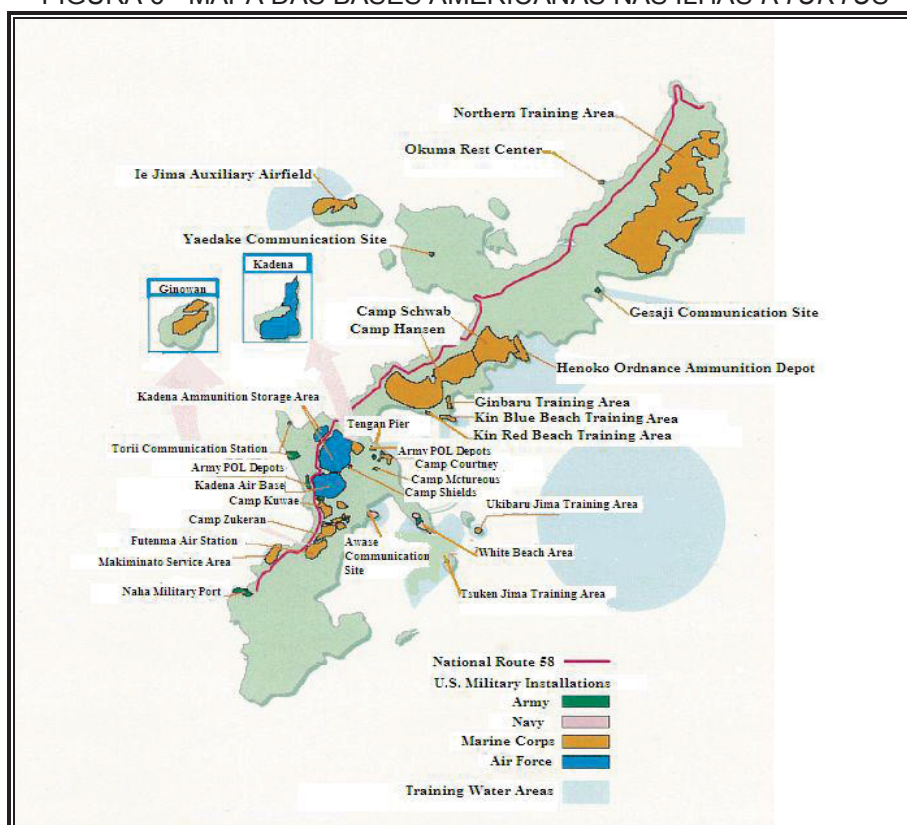 Northern Training Area
Okuma Rest Center
Ie Jima Auxiliary Airfield
Yaedake Communication Site
Kadena
Ginowan
Camp Schwab
Camp Hansen
Gesaji Communication Site
Henoko Ordnance Ammunition Depot
Kadena Ammunition Storage Area
Ginbaru Training Area
Kin Blue Beach Training Area
Tengan Pier
Kin Red Beach Training Area
Torii Communication Station
Army POL Depots
Army POL Depots
Camp Courtney
Kadena Air Base
Camp Mctureous
Camp Kuwae
Camp Shields
Ukibaru Jima Training Area
Camp Zukeran
Futenma Air Station
Awase
Communication
Site
White Beach Area
Makiminato Service Area
Naha Military Port
Tsuken Jima Training Area
National Route 58
U.S. Military Installations
Army
Navy
Marine Corps
Air Force
Training Water Areas